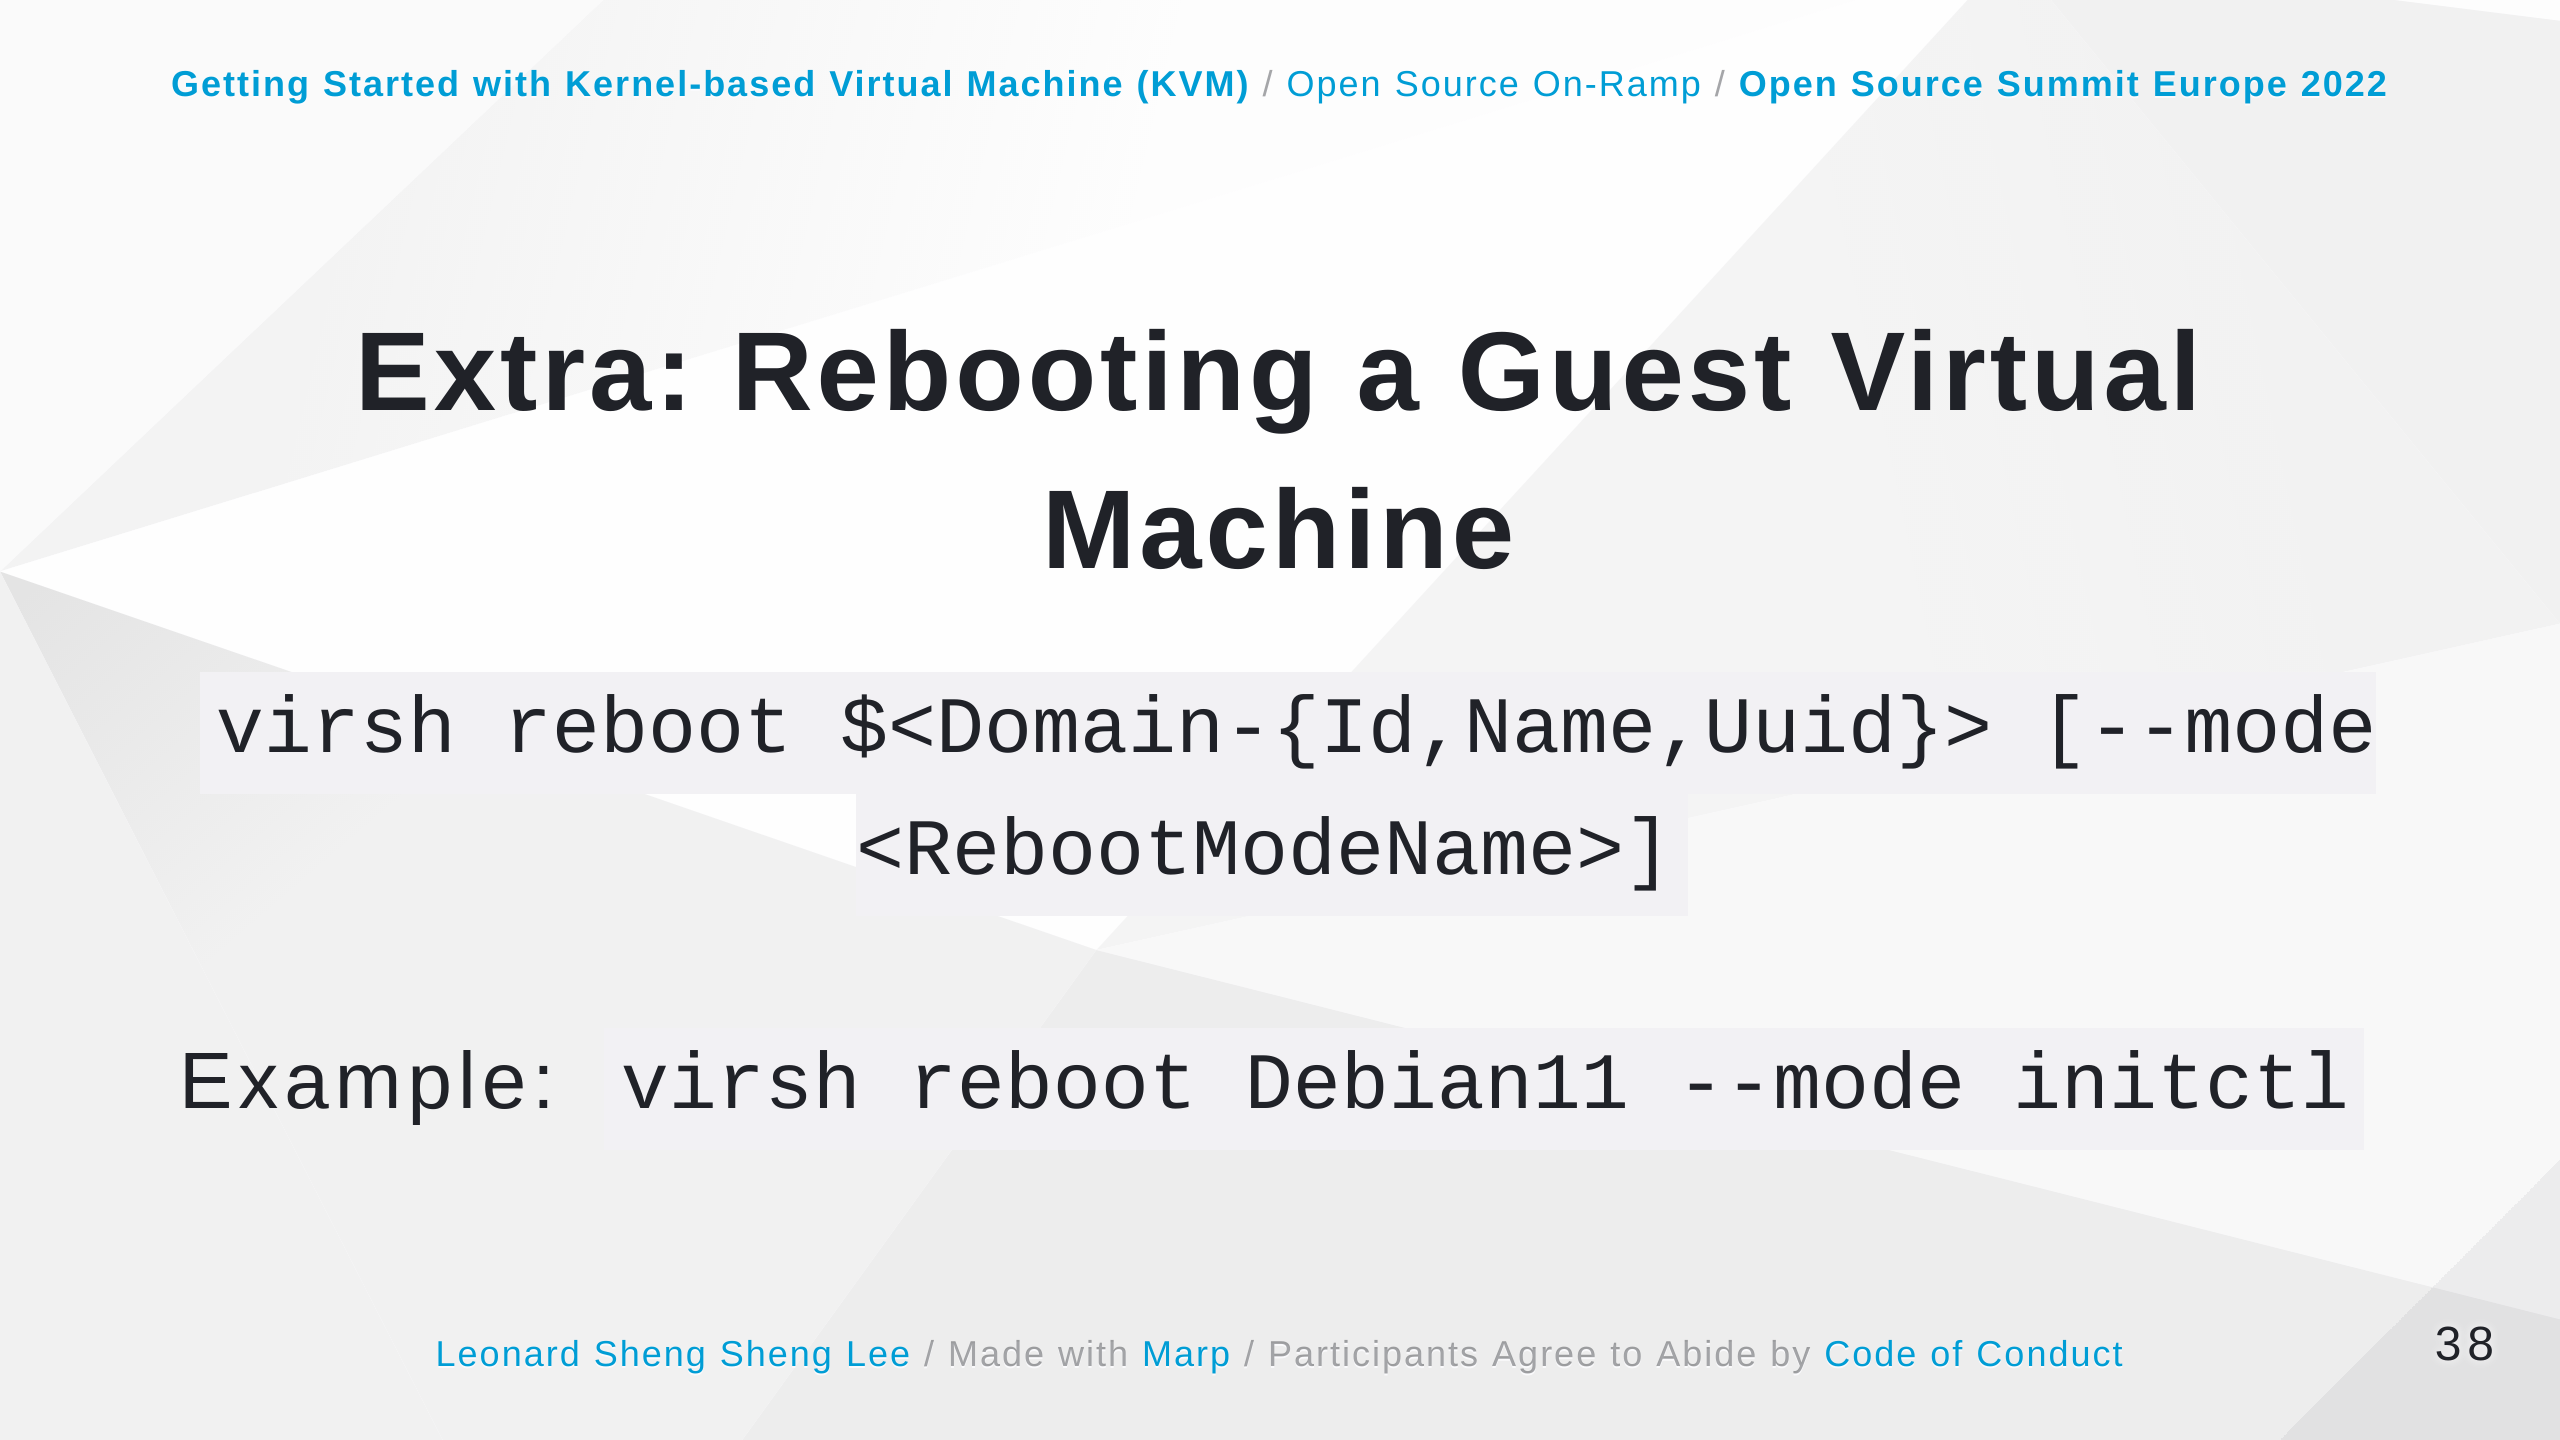 Getting Started with Kernel-based Virtual Machine (KVM) / Open Source On-Ramp / Open Source Summit Europe 2022
Extra: Rebooting a Guest Virtual
Machine
virsh reboot $<Domain-{Id,Name,Uuid}> [--mode
<RebootModeName>]
Example: virsh reboot Debian11 --mode initctl
Leonard Sheng Sheng Lee / Made with Marp / Participants Agree to Abide by Code of Conduct
38